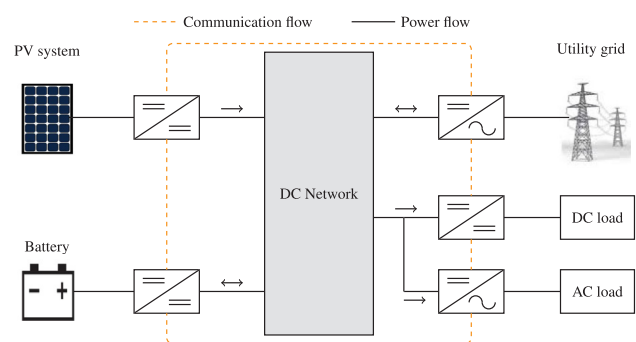 Communication flow
Power flow
PV system
Utility grid
DC Network
DC load
Battery
AC load